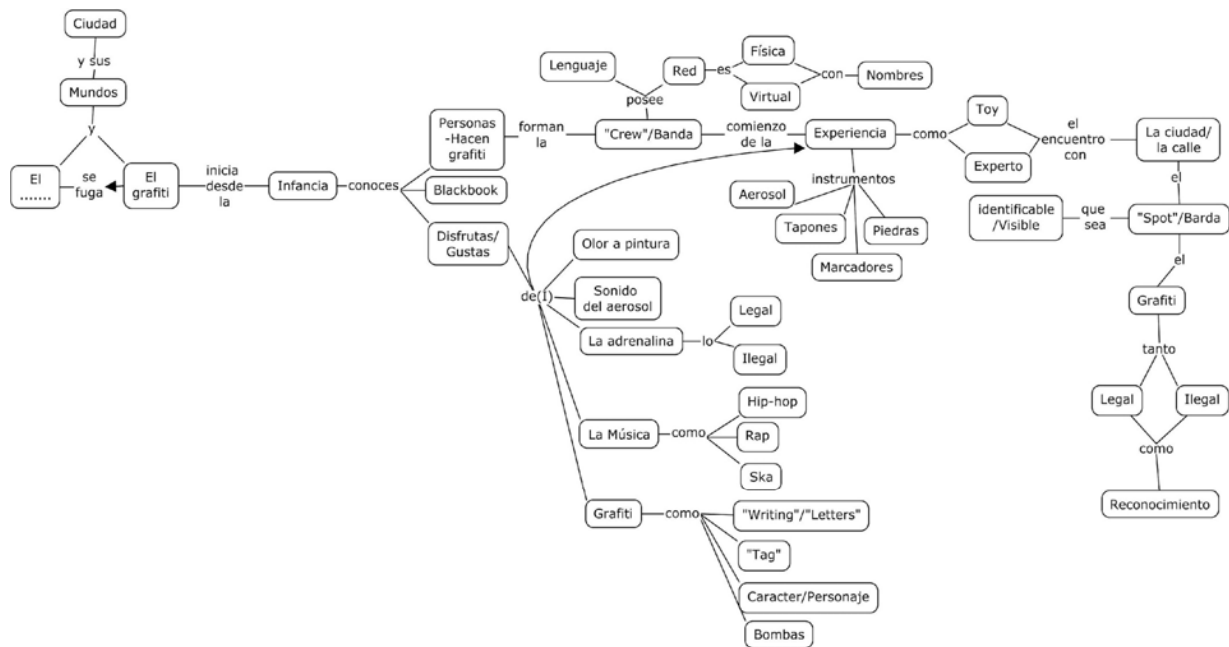 Ciudad
y sus
Mundos
y
El
.......
se
fuga
El
grafiti
inicia
desde
la
Infancia
conoces
Personas
-Hacen
grafiti
Blackbook
Disfrutas/
Gustas
forman
la
"Crew"/Banda
posee
Lenguaje
Red
es
Física
Virtual
con
Nombres
comienzo
de la
Experiencia
instrumentos
Aerosol
Tapones
Marcadores
Piedras
como
Toy
Experto
el
encuentro
con
La ciudad/
la calle
el
"Spot"/Barda
que
sea
identificable
/Visible
el
Grafiti
tanto
Legal
Ilegal
como
Reconocimiento
de(l)
Olor a pintura
Sonido
del aerosol
La adrenalina
lo
Legal
Ilegal
La Música
como
Hip-hop
Rap
Ska
Grafiti
como
"Writing"/"Letters"
"Tag"
Caracter/Personaje
Bombas